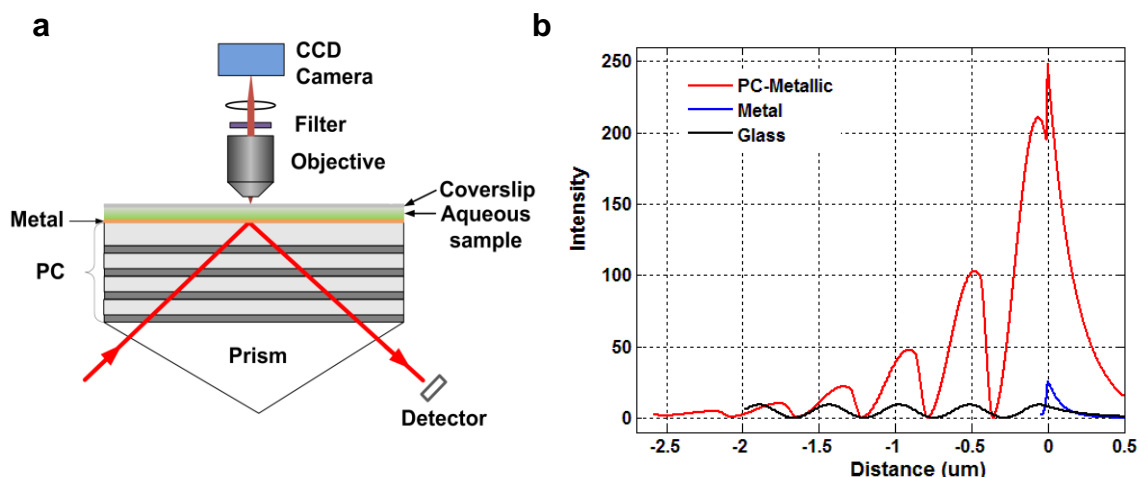 a
CCD
Camera
Filter
Objective
Coverslip
Aqueous
sample
Metal
PC
Prism
Detector
b
250
200
150
100
50
0
Intensity
PC-Metallic
Metal
Glass
-2.5
-2
-1.5
-1
-0.5
0
0.5
Distance (um)